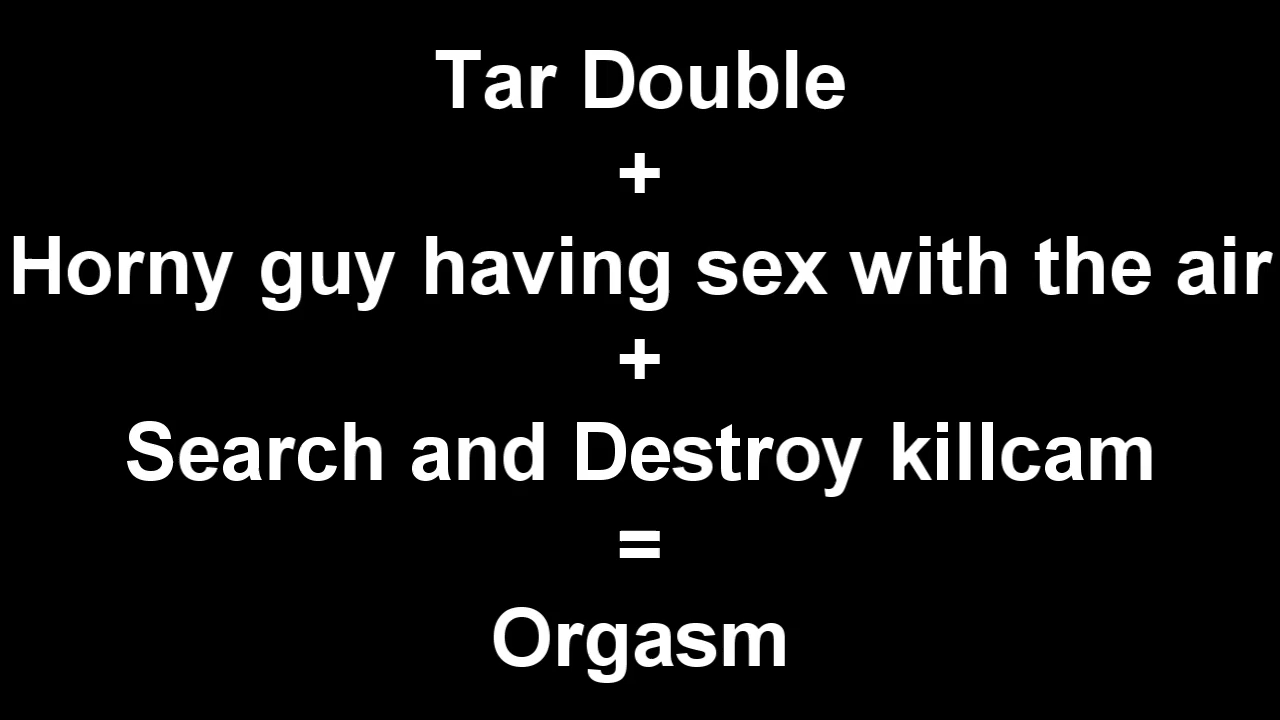 Tar Double
+
Horny guy having sex with the air
+
Search and Destroy killcam
=
Orgasm